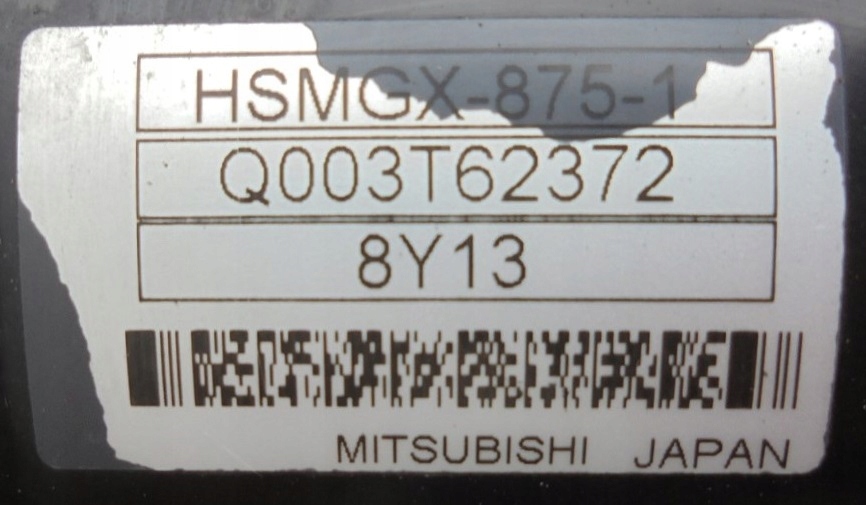 HSMGX-875-1
Q003T62372
8Y13
MITSUBISHI JAPAN